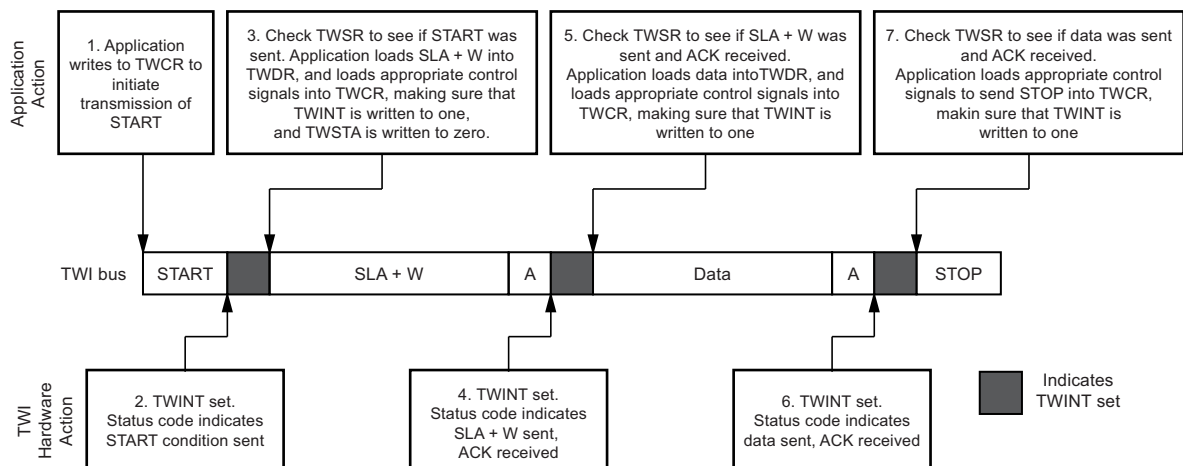 Application
Action
1. Application
writes to TWCR to
initiate
transmission of
START
3. Check TWSR to see if START was
sent. Application loads SLA + W into
TWDR, and loads appropriate control
signals into TWCR, making sure that
TWINT is written to one,
and TWSTA is written to zero.
5. Check TWSR to see if SLA + W was
sent and ACK received.
Application loads data intoTWDR, and
loads appropriate control signals into
TWCR, making sure that TWINT is
written to one
7. Check TWSR to see if data was sent
and ACK received.
Application loads appropriate control
signals to send STOP into TWCR,
makin sure that TWINT is
written to one
TWI bus
START
SLA + W
A
Data
A
STOP
TWI
Hardware
Action
2. TWINT set.
Status code indicates
START condition sent
4. TWINT set.
Status code indicates
SLA + W sent,
ACK received
6. TWINT set.
Status code indicates
data sent, ACK received
Indicates
TWINT set